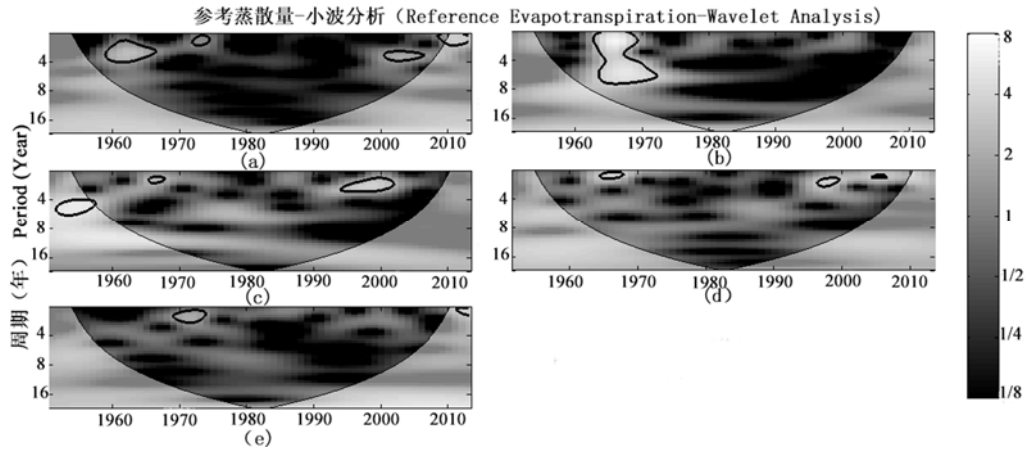 参考蒸散量-小波分析（Reference Evapotranspiration-Wavelet Analysis)
周期（年） Period (Year)
4
8
16
1960 1970 1980 1990 2000 2010
(a)
4
8
16
1960 1970 1980 1990 2000 2010
(b)
4
8
16
1960 1970 1980 1990 2000 2010
(c)
4
8
16
1960 1970 1980 1990 2000 2010
(d)
4
8
16
1960 1970 1980 1990 2000 2010
(e)
8
4
2
1
1/2
1/4
1/8